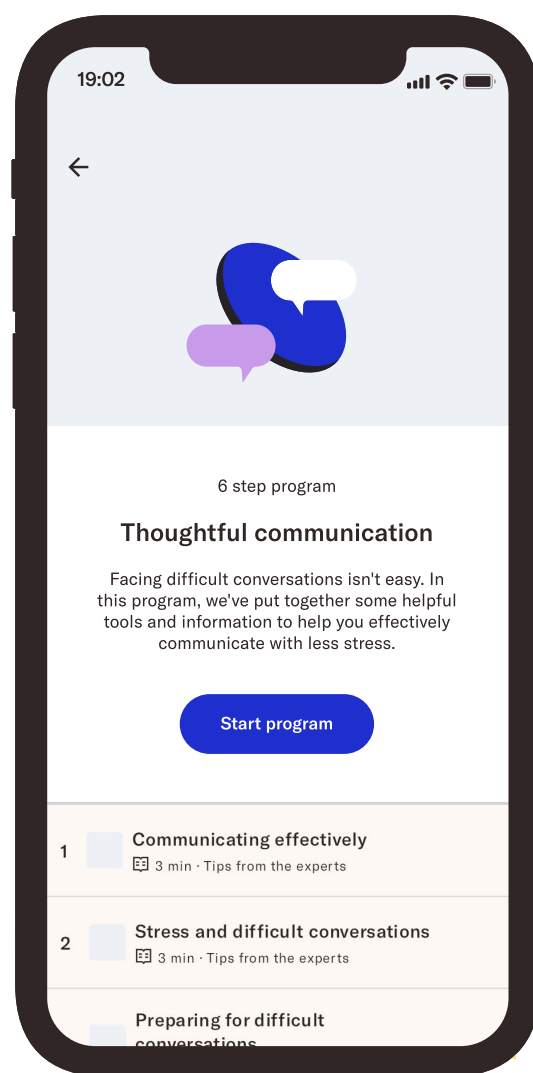 19:02
6 step program
Thoughtful communication
Facing difficult conversations isn't easy. In
this program, we've put together some helpful
tools and information to help you effectively
communicate with less stress.
Start program
1
Communicating effectively
3 min · Tips from the experts
2
Stress and difficult conversations
3 min · Tips from the experts
Preparing for difficult
conversations